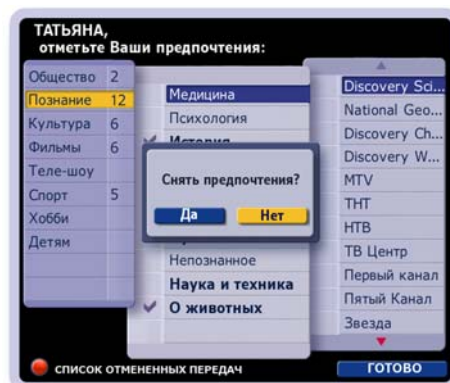 ТАТЬЯНА,
отметьте Ваши предпочтения:
Общество 2
Познание 12
Культура 6
Фильмы 6
Теле-шоу
Спорт 5
Хобби
Детям
Медицина
Психология
История
Непознанное
Наука и техника
О животных
Снять предпочтения?
Да
Нет
Discovery Sci...
National Geo...
Discovery Ch...
Discovery W...
MTV
ТНТ
НТВ
ТВ Центр
Первый канал
Пятый Канал
Звезда
СПИСОК ОТМЕНЕННЫХ ПЕРЕДАЧ
ГОТОВО